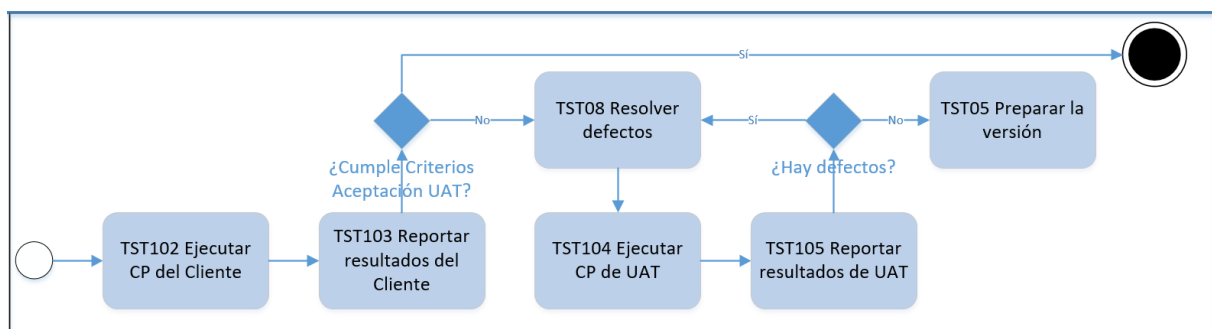 Sí
TST08 Resolver
defectos
TST05 Preparar la
versión
No
Sí
No
¿Cumple Criterios
Aceptación UAT?
¿Hay defectos?
TST102 Ejecutar
CP del Cliente
TST103 Reportar
resultados del
Cliente
TST104 Ejecutar
CP de UAT
TST105 Reportar
resultados de UAT